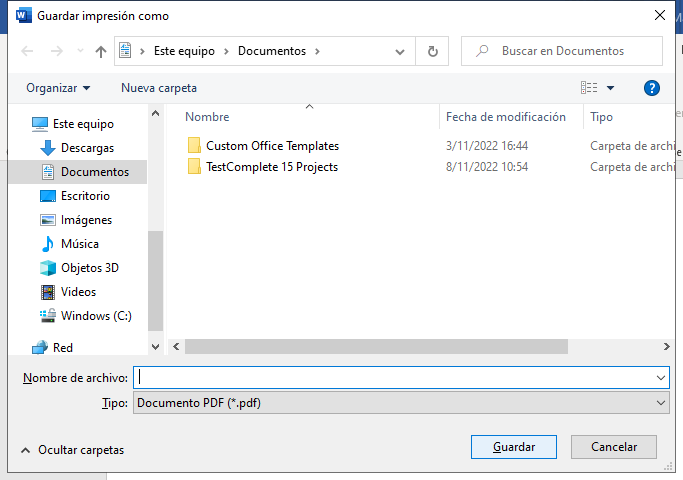 Guardar impresión como
Este equipo > Documentos >
Buscar en Documentos
Organizar
Nueva carpeta
Nombre
Fecha de modificación
Tipo
Este equipo
Descargas
Documentos
Escritorio
Imágenes
Música
Objetos 3D
Videos
Windows (C:)
Red
Custom Office Templates 3/11/2022 16:44 Carpeta de archi
TestComplete 15 Projects 8/11/2022 10:54 Carpeta de archi
Nombre de archivo:
Tipo: Documento PDF (*.pdf)
Ocultar carpetas
Guardar
Cancelar